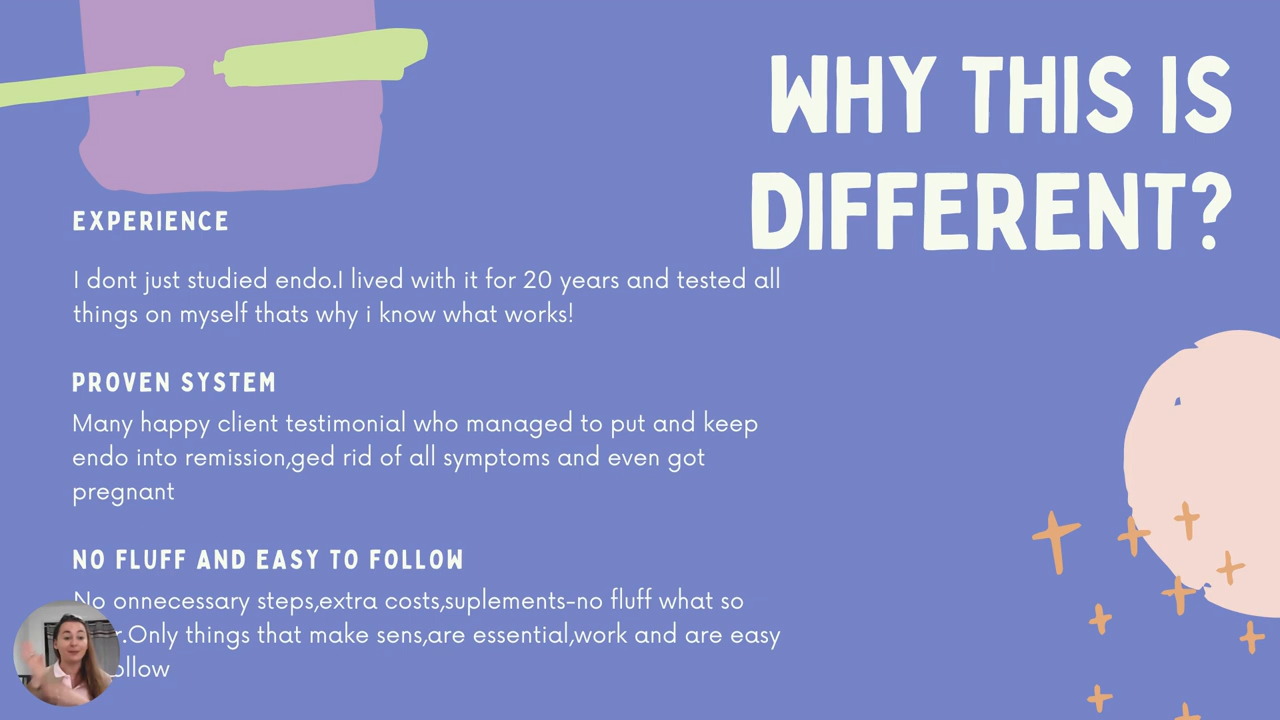 WHY THIS IS
DIFFERENT?
EXPERIENCE
I dont just studied endo.I lived with it for 20 years and tested all
things on myself thats why i know what works!
PROVEN SYSTEM
Many happy client testimonial who managed to put and keep
endo into remission,ged rid of all symptoms and even got
pregnant
NO FLUFF AND EASY TO FOLLOW
No onnecessary steps,extra costs,suplements-no fluff what so
Only things that make sens,are essential,work and are easy